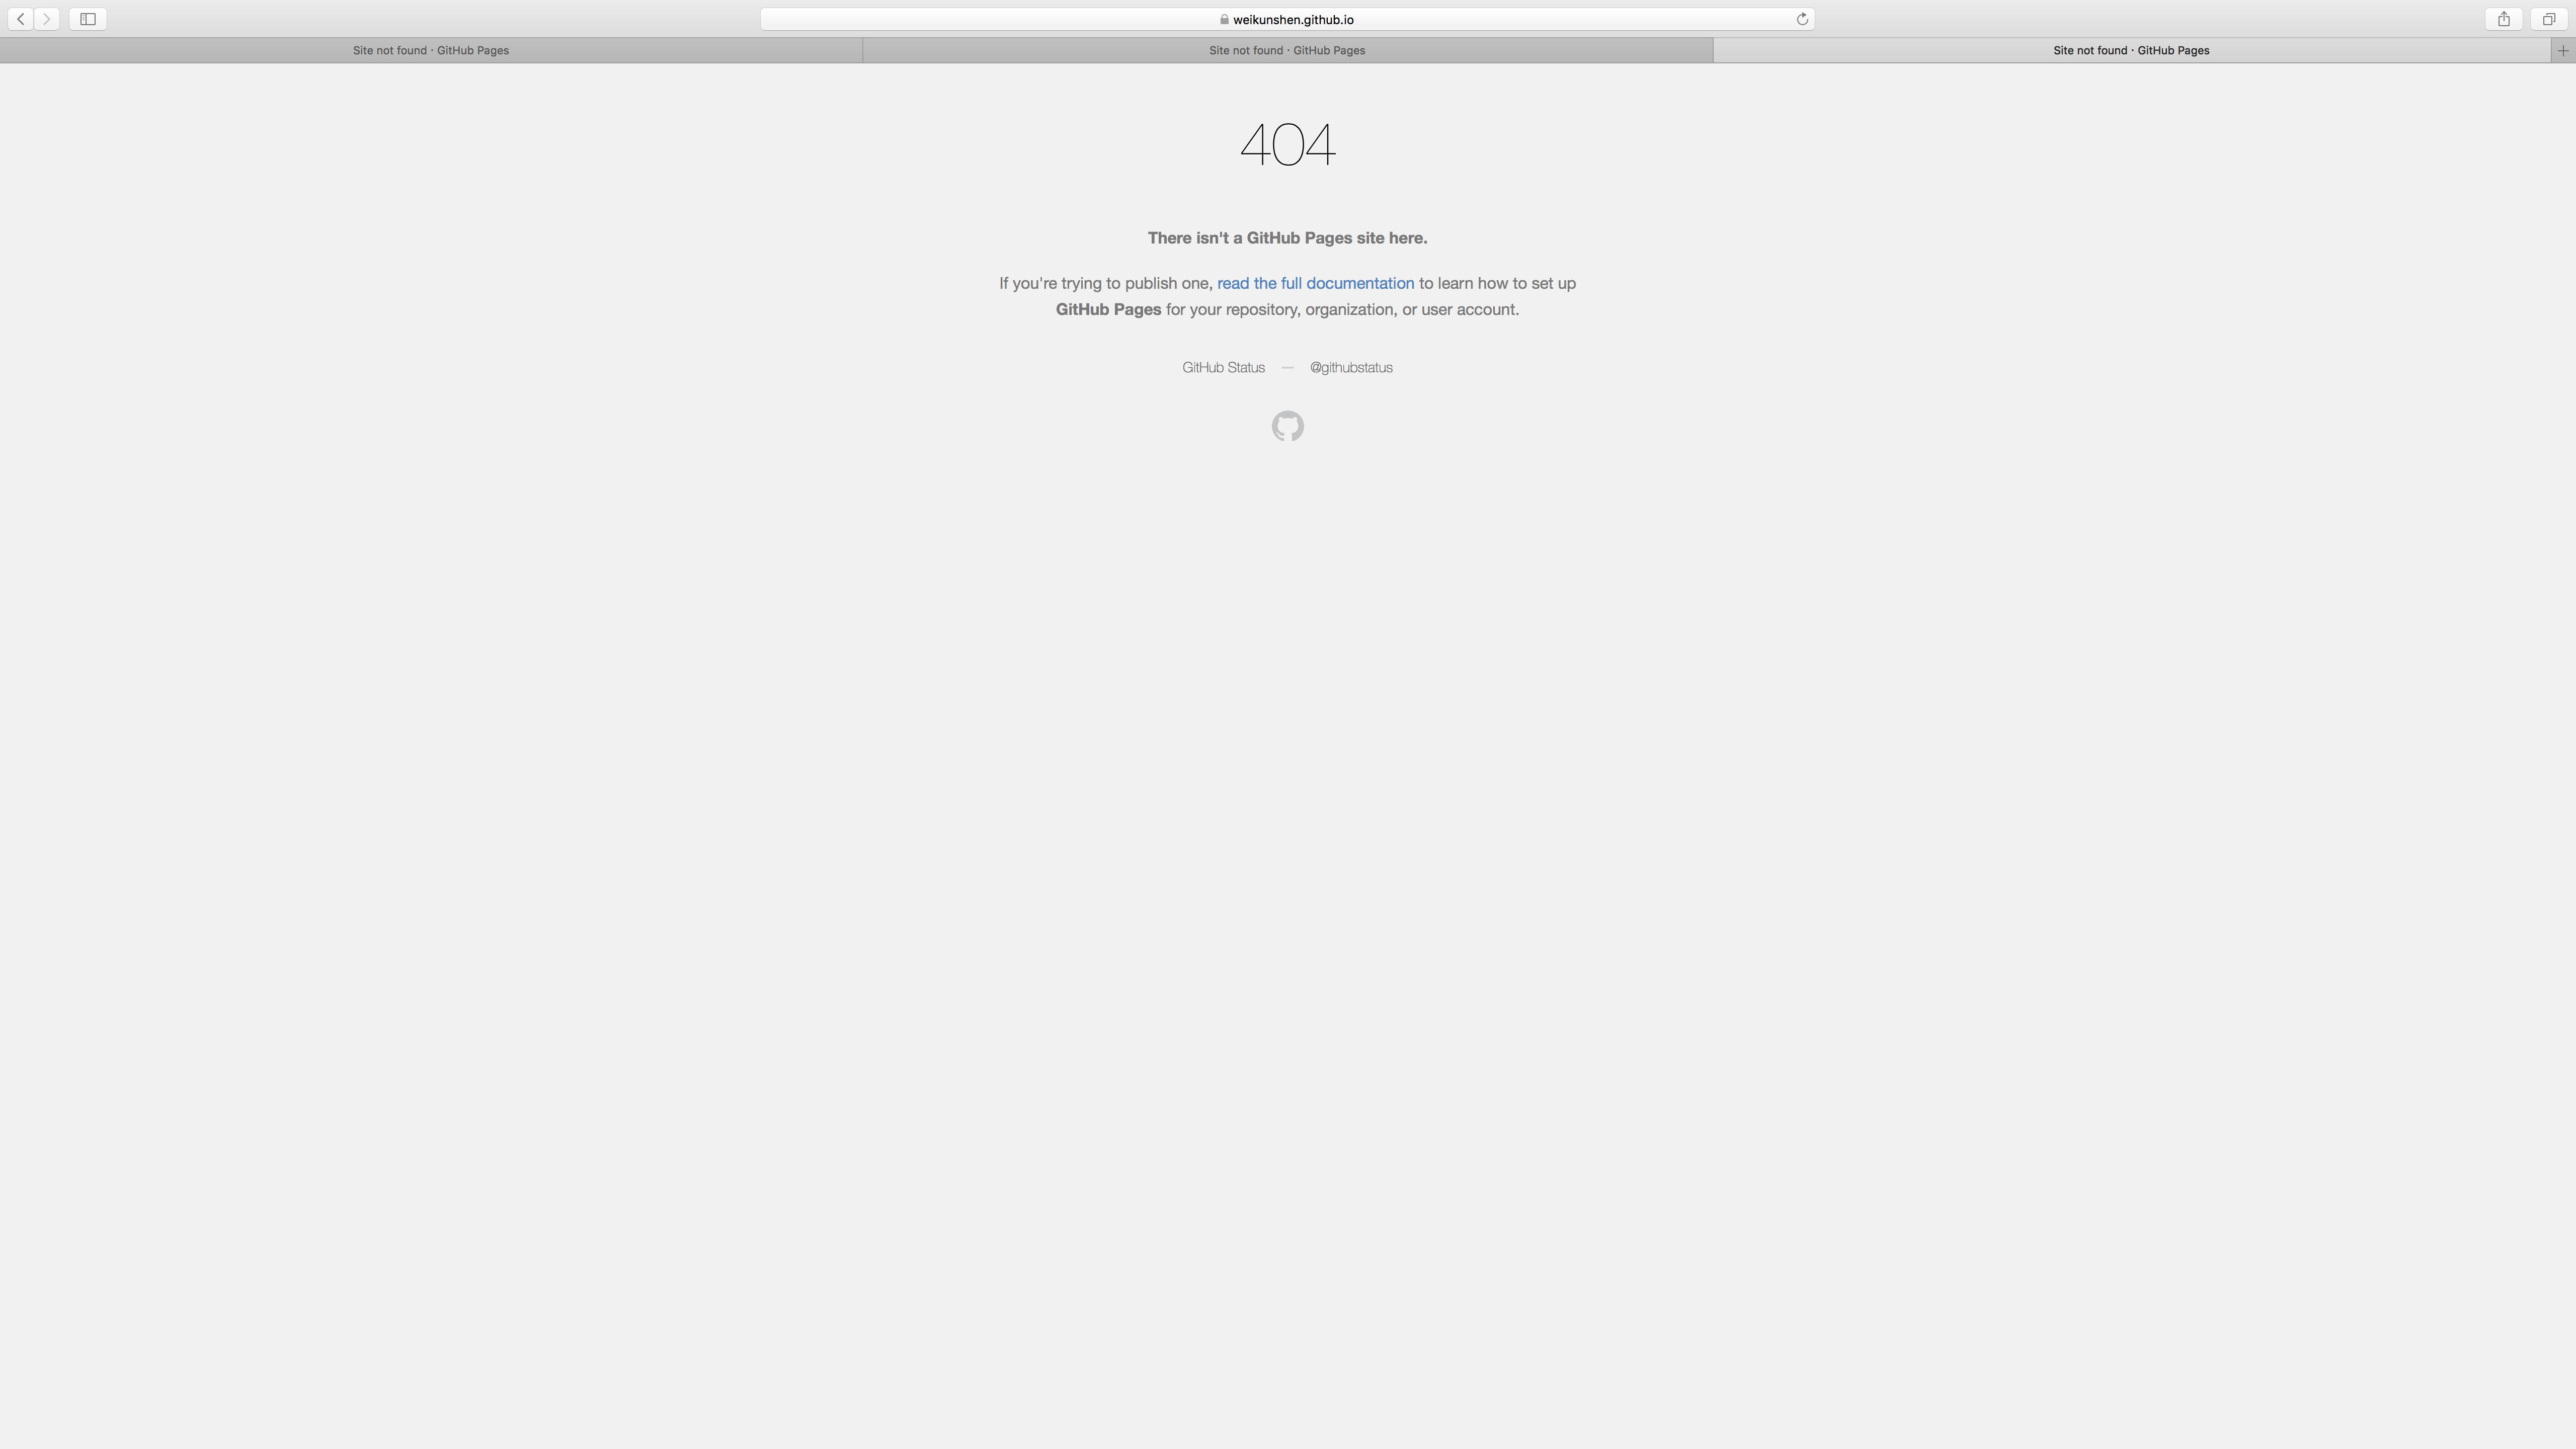 weikunshen.github.io
Site not found · GitHub Pages
Site not found · GitHub Pages
Site not found · GitHub Pages
404
There isn't a GitHub Pages site here.
If you're trying to publish one, read the full documentation to learn how to set up
GitHub Pages for your repository, organization, or user account.
GitHub Status — @githubstatus